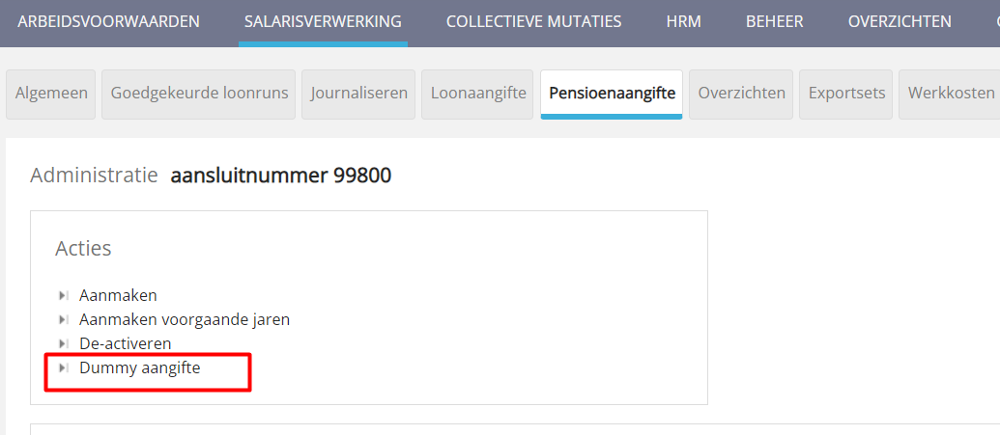 ARBEIDSVOORWAARDEN SALARISVERWERKING COLLECTIEVE MUTATIES HRM BEHEER OVERZICHTEN
Algemeen Goedgekeurde loonruns Journaliseren Loonaangifte Pensioenaangifte Overzichten Exportsets Werkkosten
Administratie aansluitnummer 99800
Acties
Aanmaken
Aanmaken voorgaande jaren
De-activeren
Dummy aangifte